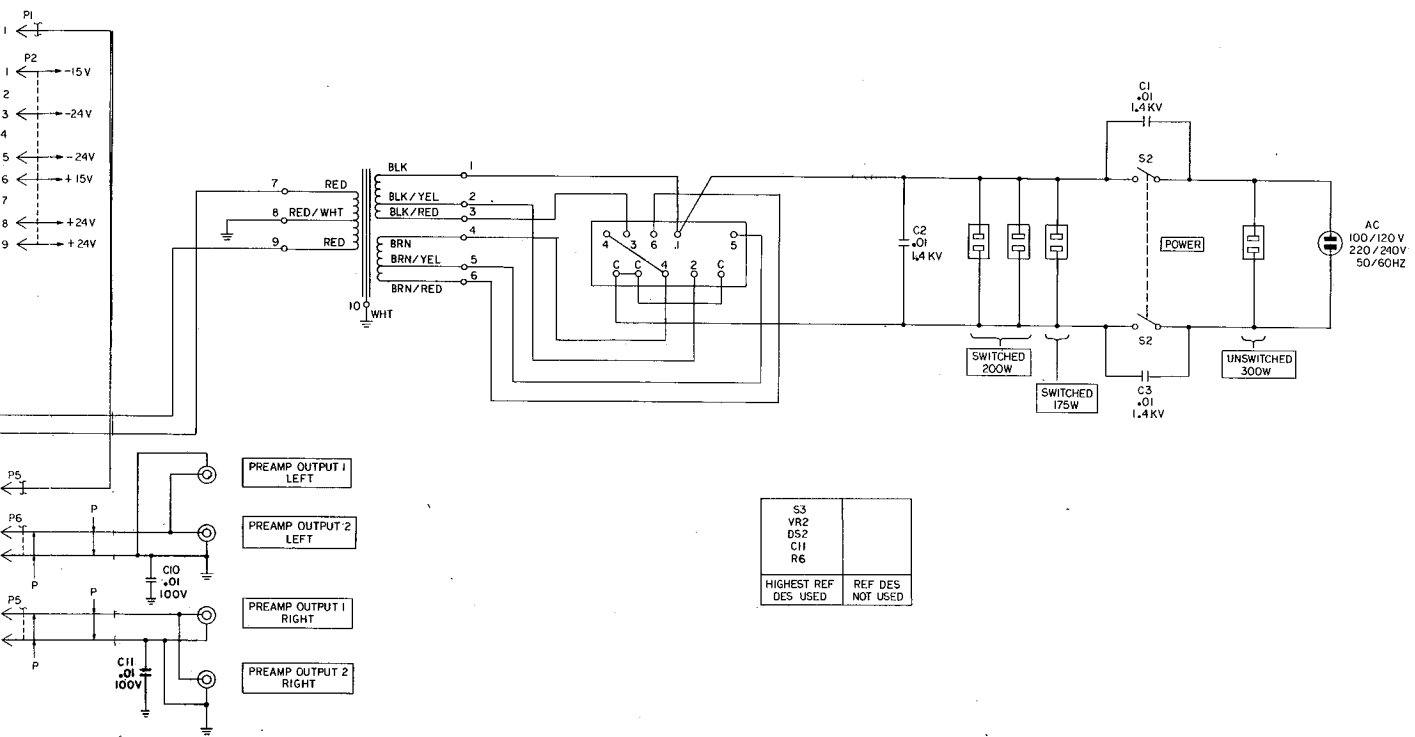 P1
1
P2
1 -15V
2
3 -24V
4
5 -24V
6 +15V
7
8 +24V
9 +24V
7 RED
8 RED/WHT
9 RED
10
WHT
BLK 1
BLK/YEL 2
BLK/RED 3
BRN 4
BRN/YEL 5
BRN/RED 6
4 3 6 1 5
C C 4 2 C
C2
.01
1.4KV
C1
.01
1.4KV
S2
POWER
S2
C3
.01
1.4KV
AC
100/120V
220/240V
50/60HZ
SWITCHED
200W
SWITCHED
175W
UNSWITCHED
300W
P5
P6
P
P
C10
.01
100V
P5
P
P
C11
.01
100V
PREAMP OUTPUT 1
LEFT
PREAMP OUTPUT 2
LEFT
PREAMP OUTPUT 1
RIGHT
PREAMP OUTPUT 2
RIGHT
S3
VR2
DS2
C11
R6
HIGHEST REF
DES USED
REF DES
NOT USED